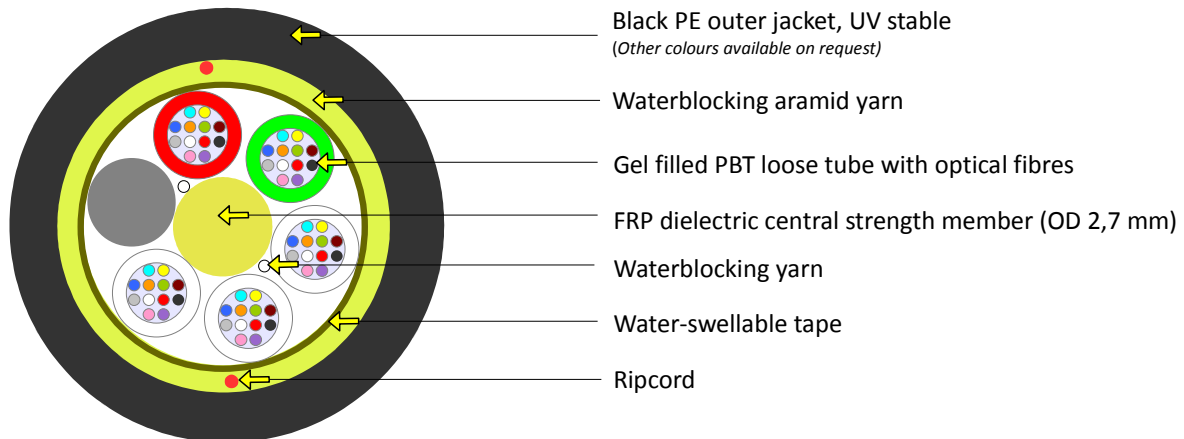 Black PE outer jacket, UV stable
(Other colours available on request)
Waterblocking aramid yarn
Gel filled PBT loose tube with optical fibres
FRP dielectric central strength member (OD 2,7 mm)
Waterblocking yarn
Water-swellable tape
Ripcord